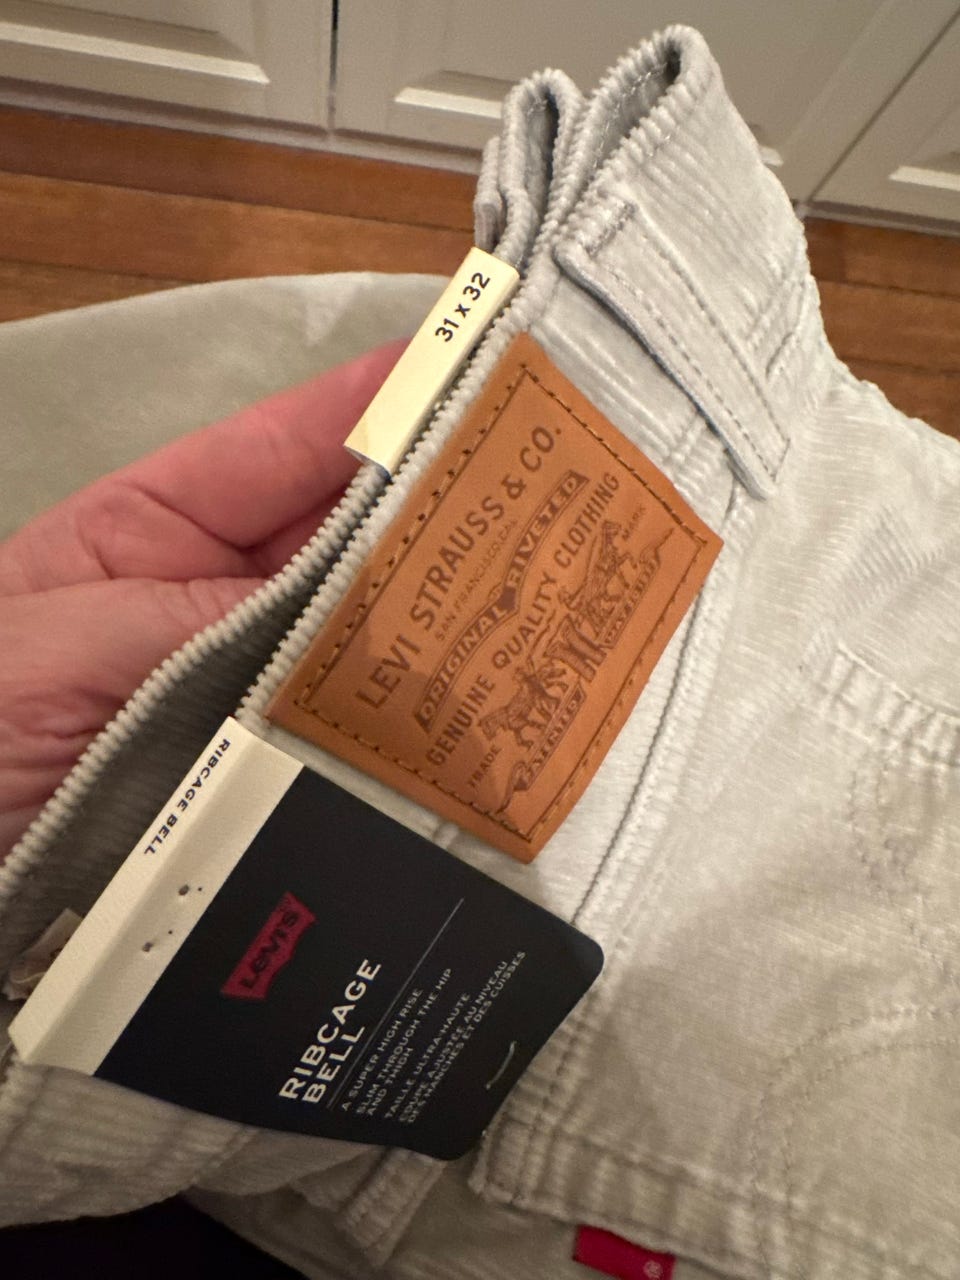 31 x 32
LEVI STRAUSS & CO.
SAN FRANCISCO, CAL.
ORIGINAL RIVETED
GENUINE QUALITY CLOTHING
TRADE MARK
PATENTED
RIBCAGE BELL
Levi's
RIBCAGE
BELL
A SUPER HIGH RISE
SLIM THROUGH THE HIP
AND THIGH
TAILLE ULTRA-HAUTE
COUPE AJUSTÉE AU NIVEAU
DES HANCHES ET DES CUISSES
®